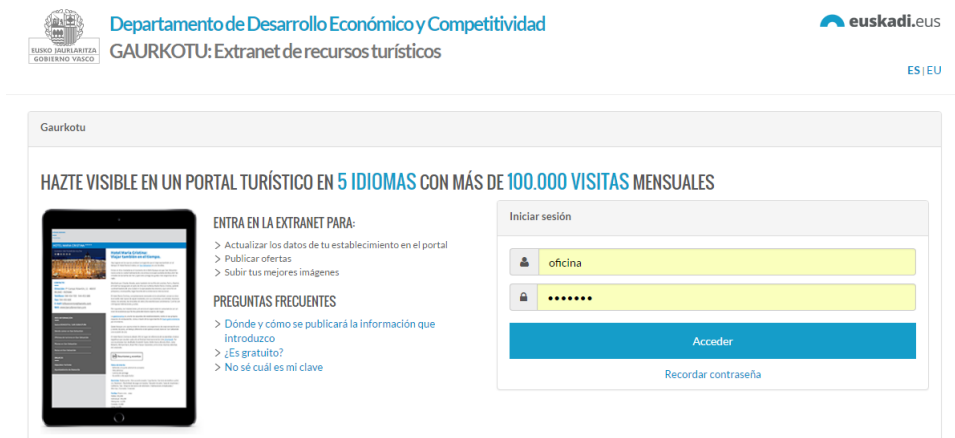 Departamento de Desarrollo Económico y Competitividad
GAURKOTU: Extranet de recursos turísticos
EUSKO JAURLARITZA
GOBIERNO VASCO
euskadi.eus
ES | EU
Gaurkotu
HAZTE VISIBLE EN UN PORTAL TURÍSTICO EN 5 IDIOMAS CON MÁS DE 100.000 VISITAS MENSUALES
ENTRA EN LA EXTRANET PARA:
> Actualizar los datos de tu establecimiento en el portal
> Publicar ofertas
> Subir tus mejores imágenes
PREGUNTAS FRECUENTES
> Dónde y cómo se publicará la información que
introduzco
> ¿Es gratuito?
> No sé cuál es mi clave
Iniciar sesión
oficina
•••••••
Acceder
Recordar contraseña